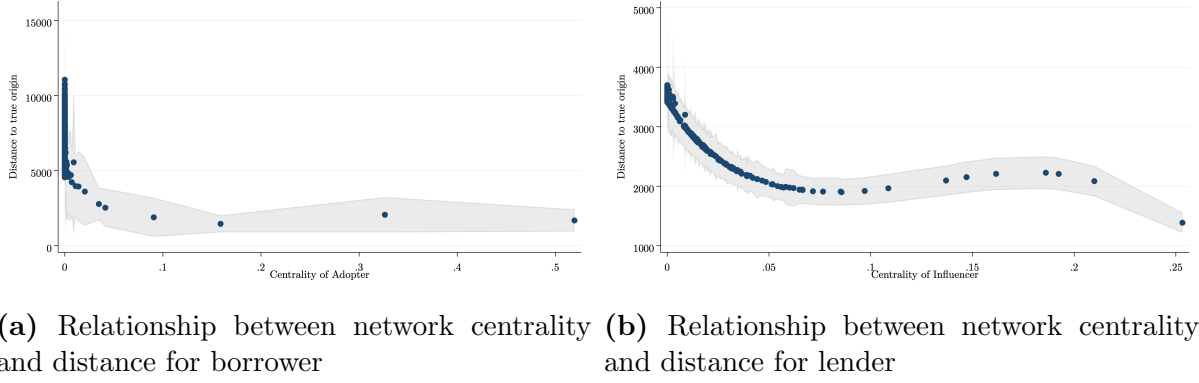 15000
10000
5000
0
Distance to true origin
0 .1 .2 .3 .4 .5
Centrality of Adopter
5000
4000
3000
2000
1000
Distance to true origin
0 .05 .1 .15 .2 .25
Centrality of Influencer
(a) Relationship between network centrality
and distance for borrower
(b) Relationship between network centrality
and distance for lender